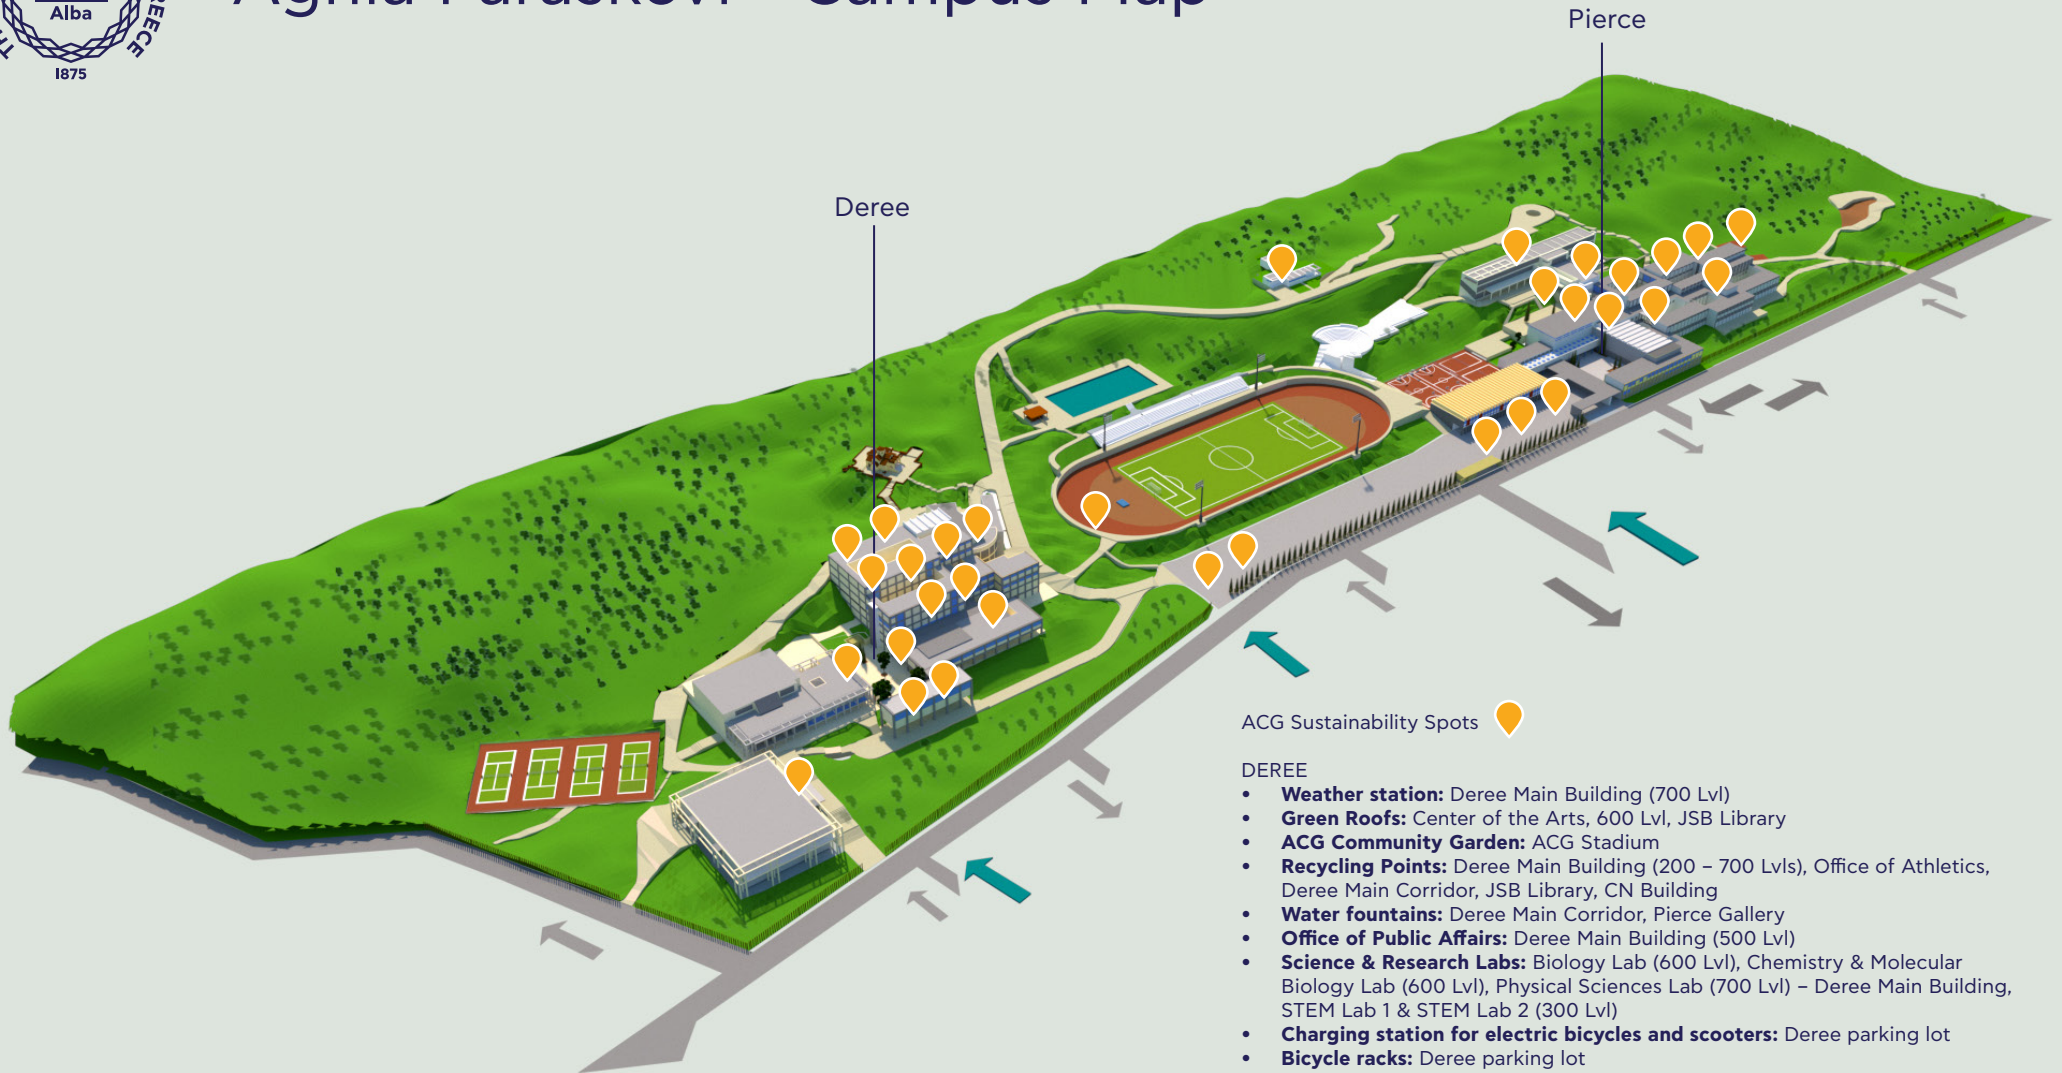 Alba
REECE
1875
Aghia Paraskevi - Campus Map
Pierce
Deree
ACG Sustainability Spots
DEREE
• Weather station: Deree Main Building (700 Lvl)
• Green Roofs: Center of the Arts, 600 Lvl, JSB Library
• ACG Community Garden: ACG Stadium
• Recycling Points: Deree Main Building (200 – 700 Lvls), Office of Athletics,
Deree Main Corridor, JSB Library, CN Building
• Water fountains: Deree Main Corridor, Pierce Gallery
• Office of Public Affairs: Deree Main Building (500 Lvl)
• Science & Research Labs: Biology Lab (600 Lvl), Chemistry & Molecular
Biology Lab (600 Lvl), Physical Sciences Lab (700 Lvl) – Deree Main Building,
STEM Lab 1 & STEM Lab 2 (300 Lvl)
• Charging station for electric bicycles and scooters: Deree parking lot
• Bicycle racks: Deree parking lot